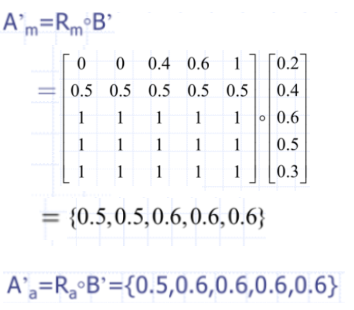 A'ₘ=Rₘ∘B'
0 0 0.4 0.6 1 0.2
= 0.5 0.5 0.5 0.5 0.5 0.4
1 1 1 1 1 ∘ 0.6
1 1 1 1 1 0.5
1 1 1 1 1 0.3
= {0.5,0.5,0.6,0.6,0.6}
A'ₐ=Rₐ∘B'={0.5,0.6,0.6,0.6,0.6}